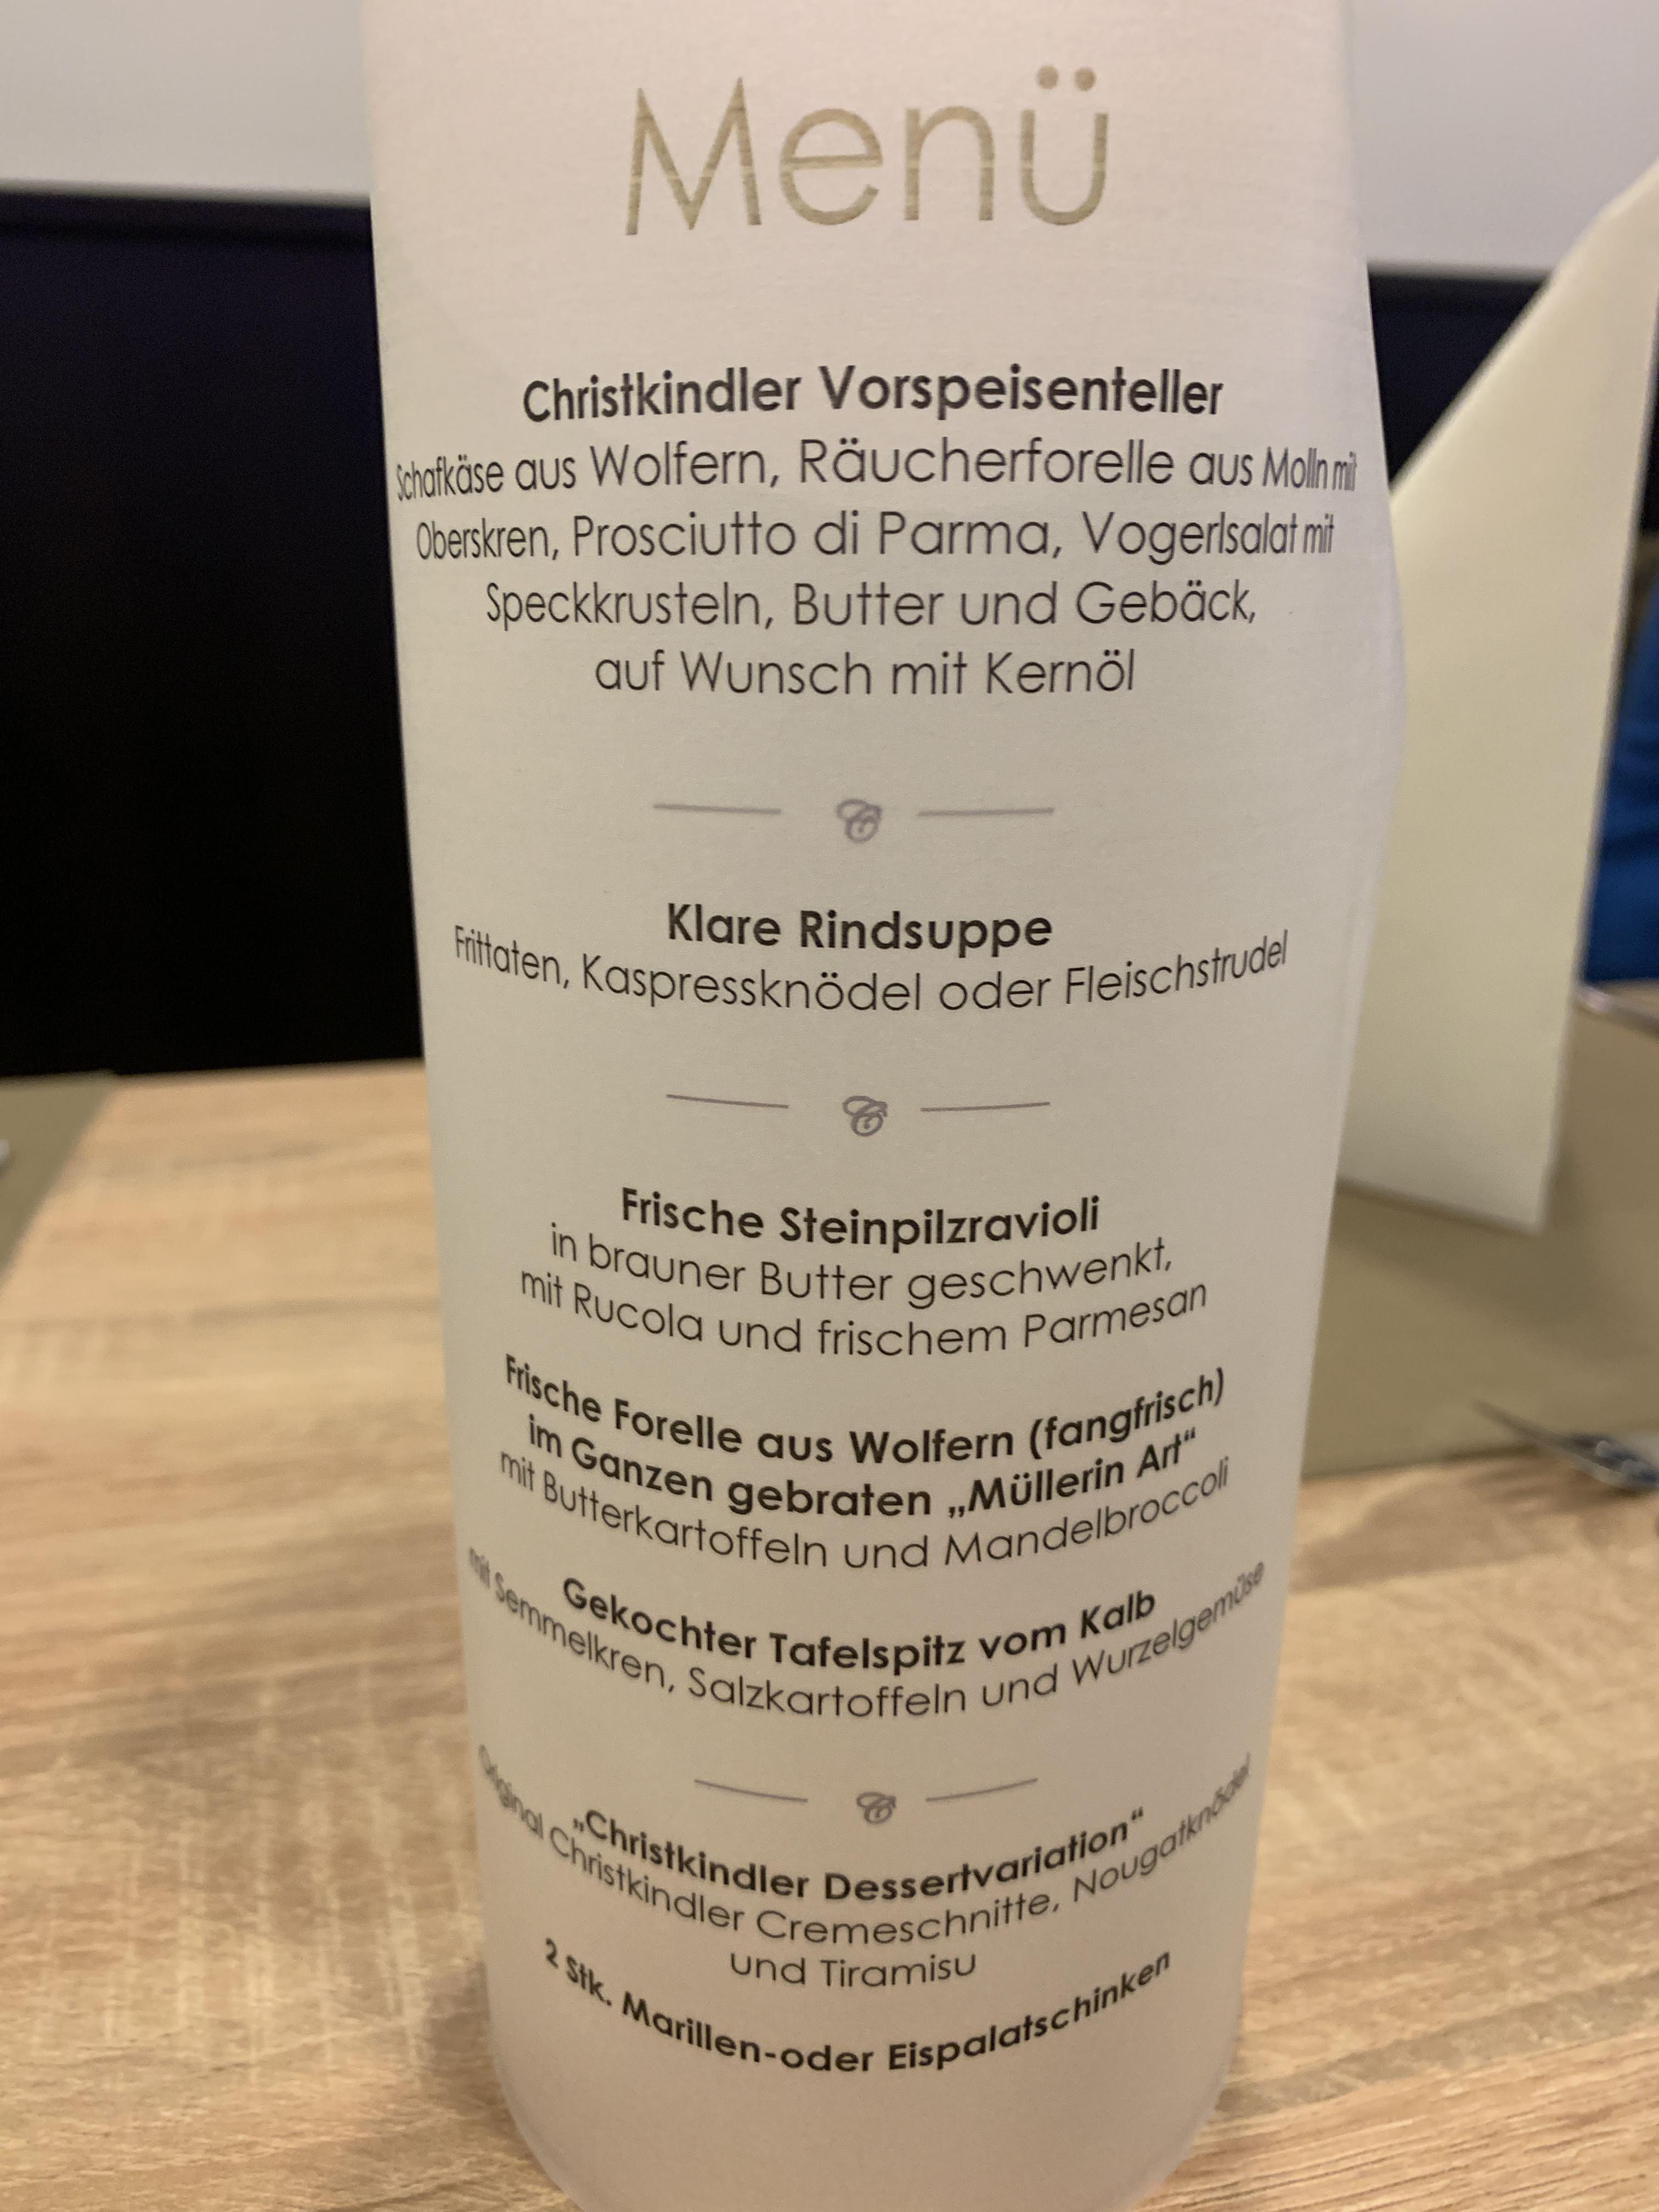 Menü
Christkindler Vorspeisenteller
Schafkäse aus Wolfern, Räucherforelle aus Molln mit
Oberskren, Prosciutto di Parma, Vogerlsalat mit
Speckkrusteln, Butter und Gebäck,
auf Wunsch mit Kernöl
Klare Rindsuppe
Frittaten, Kaspressknödel oder Fleischstrudel
Frische Steinpilzravioli
in brauner Butter geschwenkt,
mit Rucola und frischem Parmesan
Frische Forelle aus Wolfern (fangfrisch)
im Ganzen gebraten „Müllerin Art“
mit Butterkartoffeln und Mandelbroccoli
Gekochter Tafelspitz vom Kalb
mit Semmelkren, Salzkartoffeln und Wurzelgemüse
„Christkindler Dessertvariation“
Original Christkindler Cremeschnitte, Nougatknödel
und Tiramisu
2 Stk. Marillen-oder Eispalatschinken